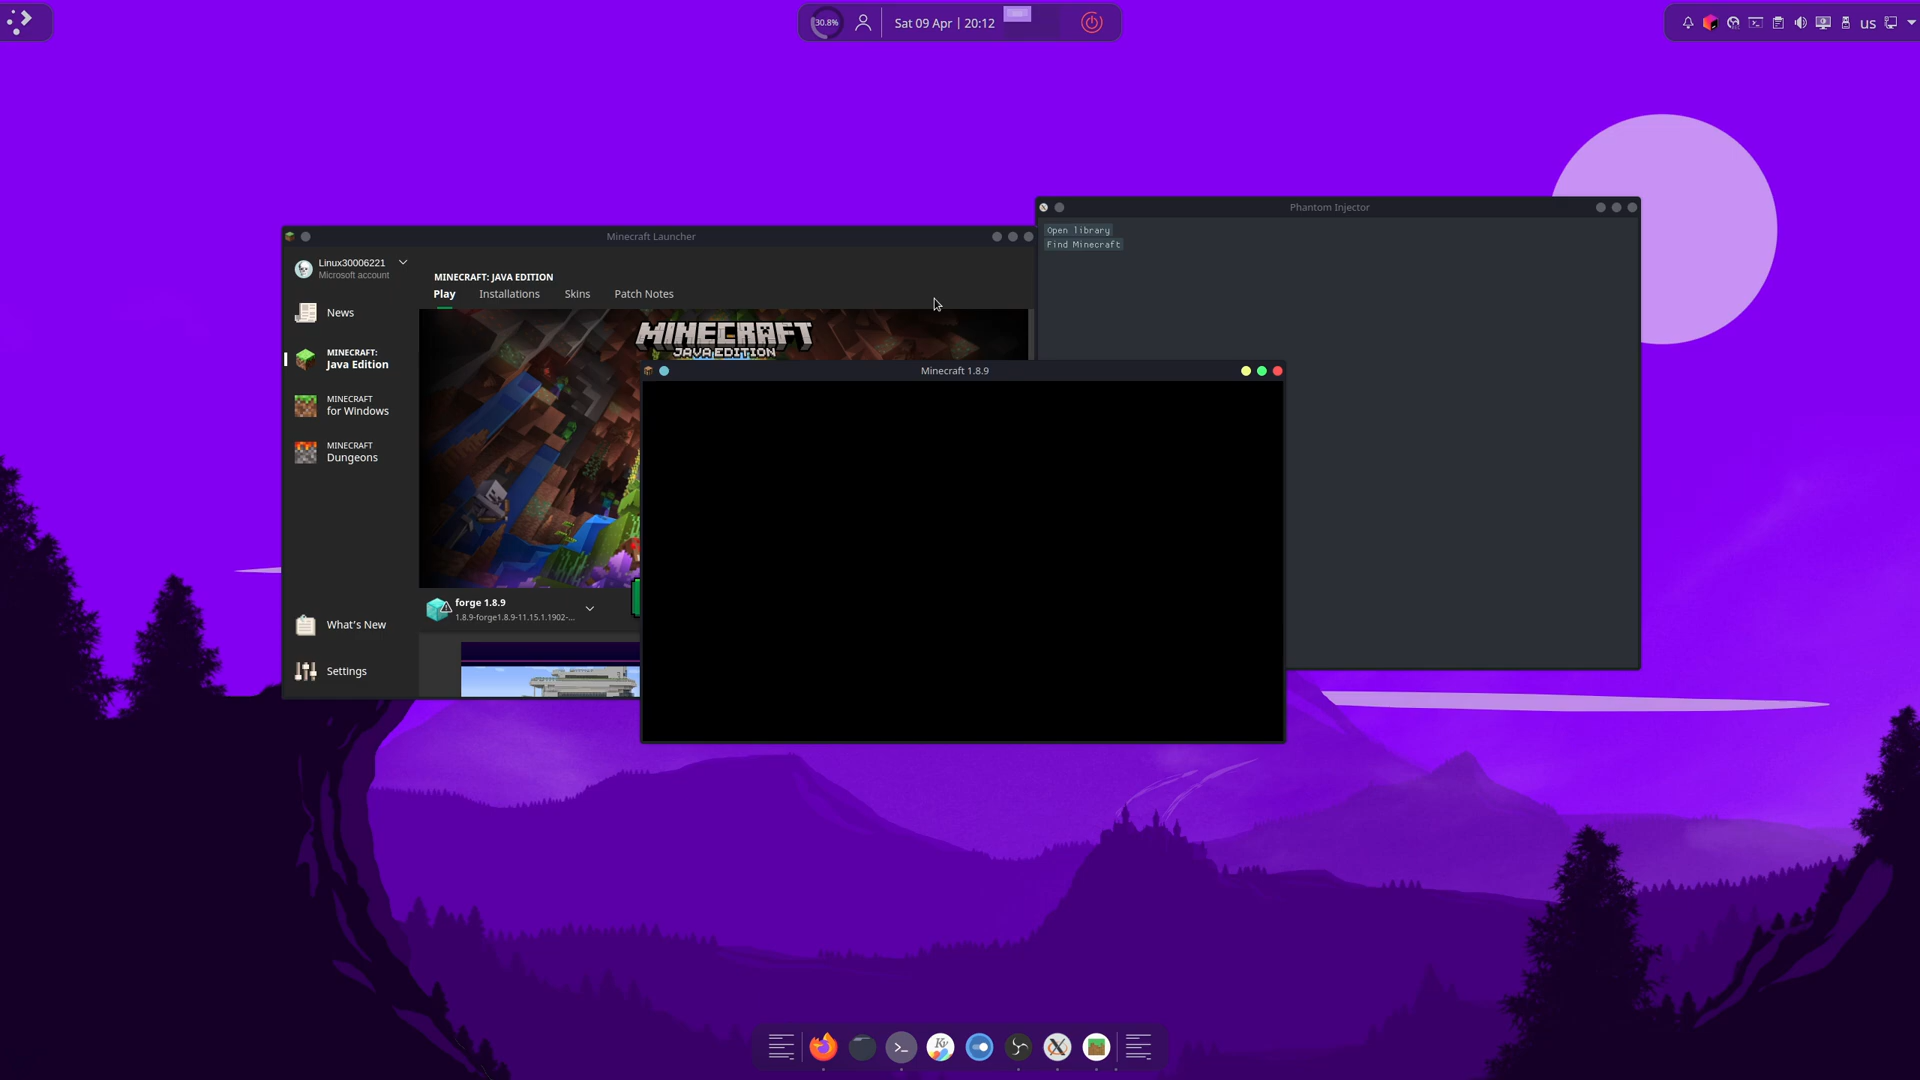 30.8%
Sat 09 Apr | 20:12
us
Phantom Injector
Open library
Find Minecraft
Minecraft Launcher
Linux30006221
Microsoft account
News
MINECRAFT:
Java Edition
MINECRAFT
for Windows
MINECRAFT
Dungeons
What's New
Settings
MINECRAFT: JAVA EDITION
Play Installations Skins Patch Notes
MINECRAFT
JAVA EDITION
forge 1.8.9
1.8.9-forge1.8.9-11.15.1.1902-...
Minecraft 1.8.9
Kv